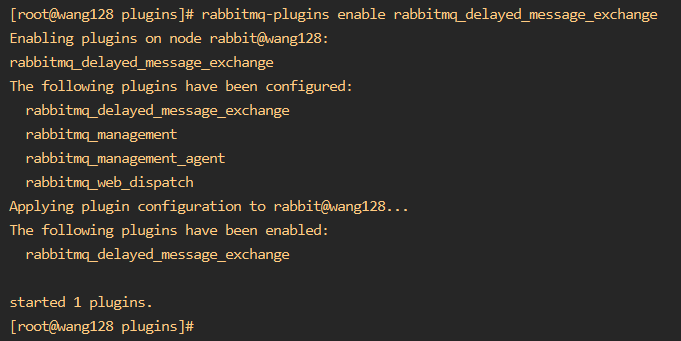 [root@wang128 plugins]# rabbitmq-plugins enable rabbitmq_delayed_message_exchange
Enabling plugins on node rabbit@wang128:
rabbitmq_delayed_message_exchange
The following plugins have been configured:
  rabbitmq_delayed_message_exchange
  rabbitmq_management
  rabbitmq_management_agent
  rabbitmq_web_dispatch
Applying plugin configuration to rabbit@wang128...
The following plugins have been enabled:
  rabbitmq_delayed_message_exchange

started 1 plugins.
[root@wang128 plugins]#